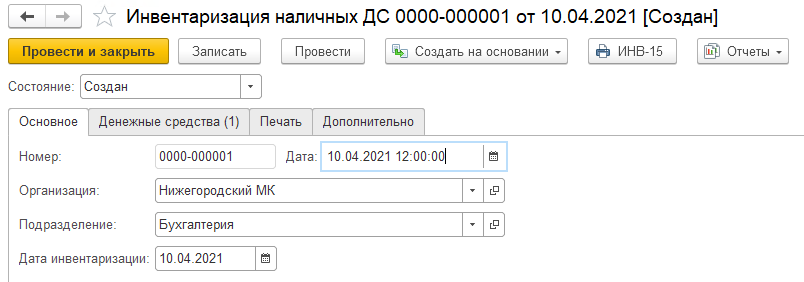 Инвентаризация наличных ДС 0000-000001 от 10.04.2021 [Создан]
Провести и закрыть Записать Провести Создать на основании ИНВ-15 Отчеты
Состояние: Создан
Основное Денежные средства (1) Печать Дополнительно
Номер: 0000-000001 Дата: 10.04.2021 12:00:00
Организация: Нижегородский МК
Подразделение: Бухгалтерия
Дата инвентаризации: 10.04.2021